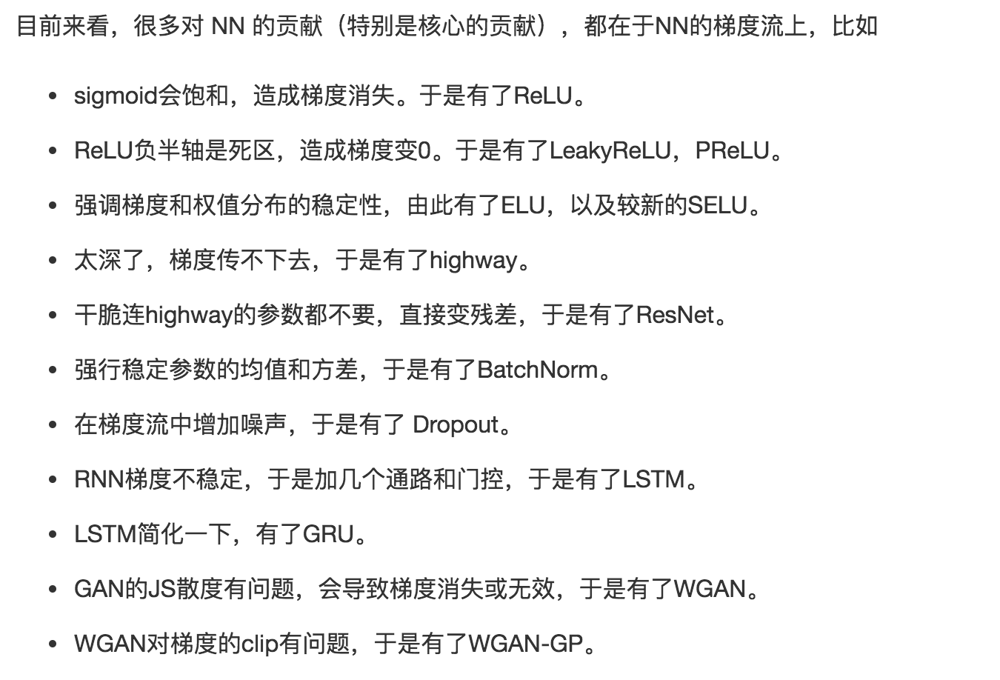 目前来看，很多对 NN 的贡献（特别是核心的贡献），都在于NN的梯度流上，比如
• sigmoid会饱和，造成梯度消失。于是有了ReLU。
• ReLU负半轴是死区，造成梯度变0。于是有了LeakyReLU，PReLU。
• 强调梯度和权值分布的稳定性，由此有了ELU，以及较新的SELU。
• 太深了，梯度传不下去，于是有了highway。
• 干脆连highway的参数都不要，直接变残差，于是有了ResNet。
• 强行稳定参数的均值和方差，于是有了BatchNorm。
• 在梯度流中增加噪声，于是有了 Dropout。
• RNN梯度不稳定，于是加几个通路和门控，于是有了LSTM。
• LSTM简化一下，有了GRU。
• GAN的JS散度有问题，会导致梯度消失或无效，于是有了WGAN。
• WGAN对梯度的clip有问题，于是有了WGAN-GP。